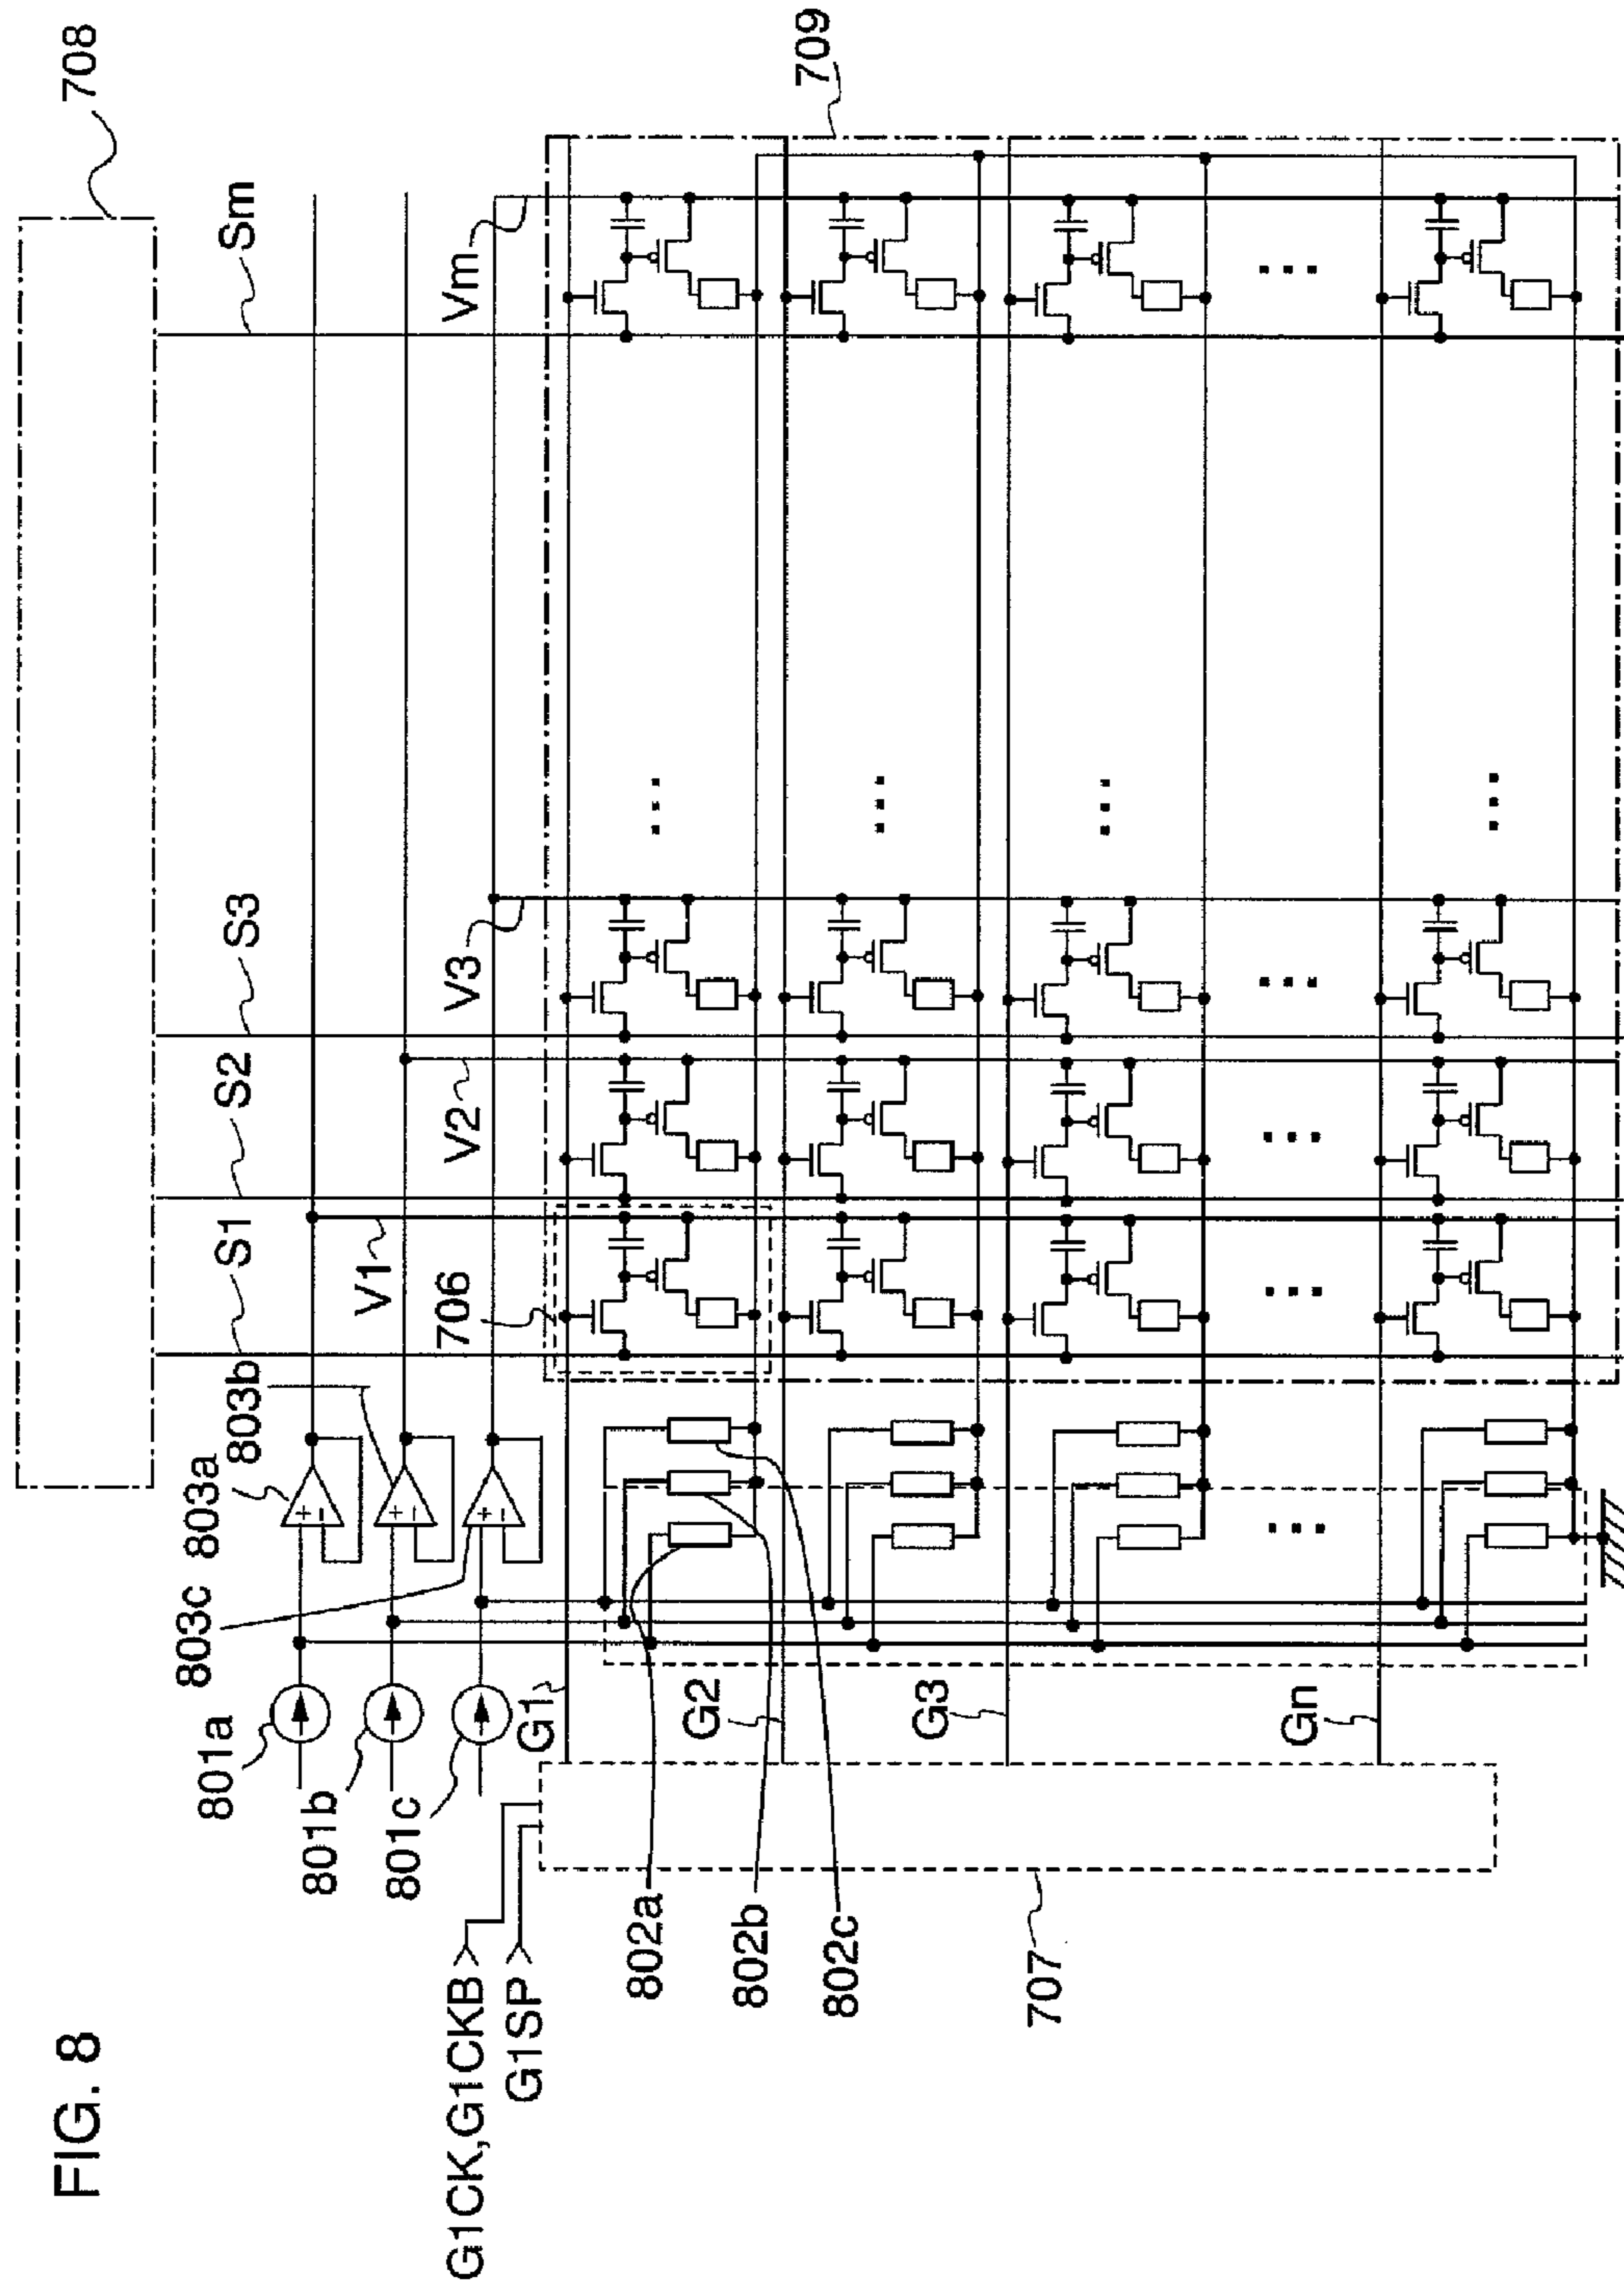 FIG. 8
708
S1
S2
S3
Sm
803a
803b
803c
V1
V2
V3
Vm
801a
801b
801c
706
709
G1CK,G1CKB
G1SP
G1
G2
G3
Gn
802a
802b
802c
707
+
−
+
−
+
−